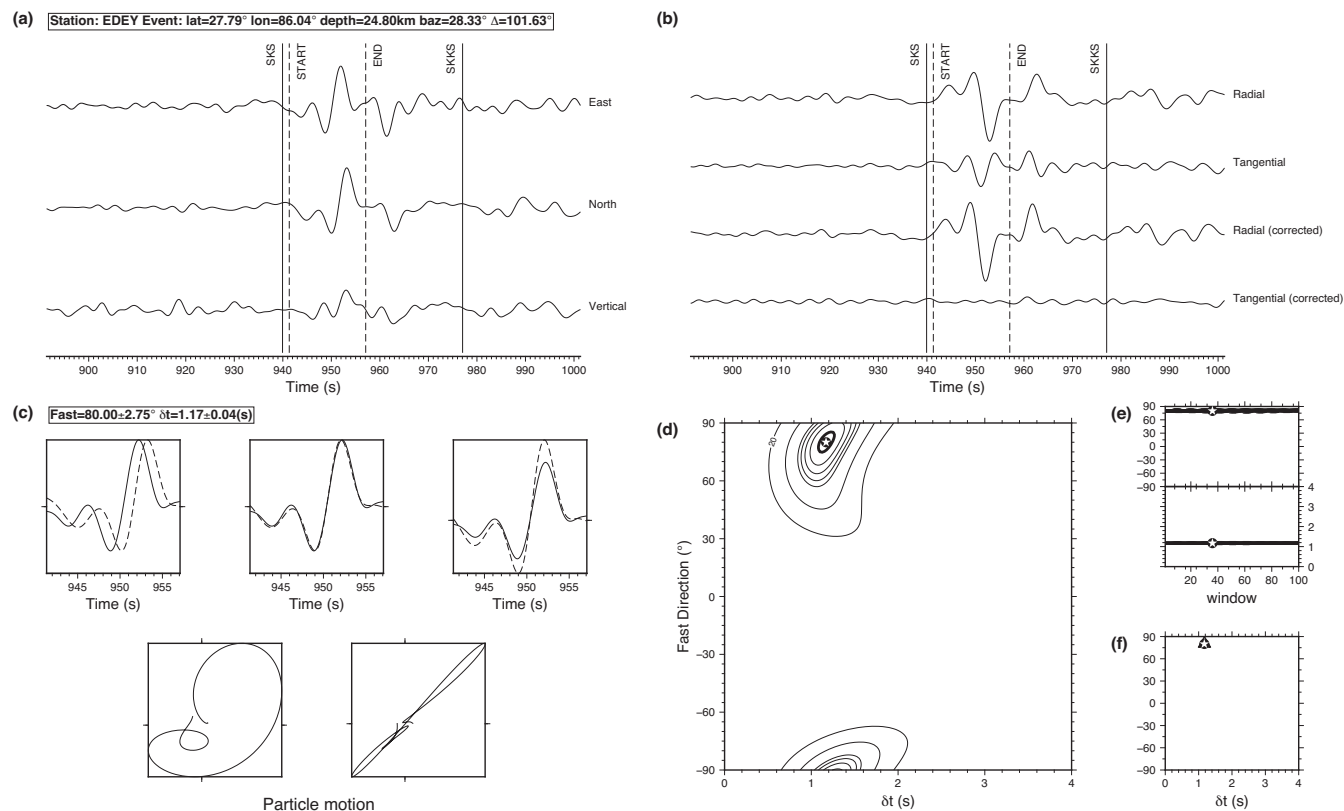 (a)
Station: EDEY Event: lat=27.79° lon=86.04° depth=24.80km baz=28.33° Δ=101.63°
SKS
START
END
SKKS
East
North
Vertical
900 910 920 930 940 950 960 970 980 990 1000
Time (s)
(b)
SKS
START
END
SKKS
Radial
Tangential
Radial (corrected)
Tangential (corrected)
900 910 920 930 940 950 960 970 980 990 1000
Time (s)
(c)
Fast=80.00±2.75° δt=1.17±0.04(s)
945 950 955
Time (s)
945 950 955
Time (s)
945 950 955
Time (s)
Particle motion
(d)
90
60
30
0
−30
−60
−90
Fast Direction (°)
20
0 1 2 3 4
δt (s)
(e)
90
60
30
0
−30
−60
−90
4
3
2
1
0
20 40 60 80 100
window
(f)
90
60
30
0
−30
−60
−90
0 1 2 3 4
δt (s)